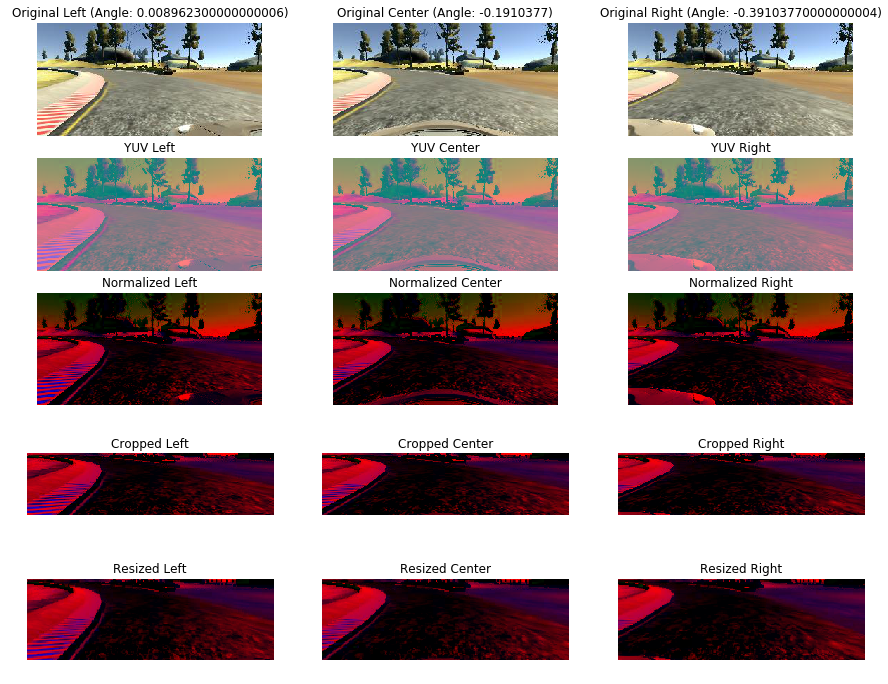 Original Left (Angle: 0.008962300000000006)
Original Center (Angle: -0.1910377)
Original Right (Angle: -0.39103770000000004)
YUV Left
YUV Center
YUV Right
Normalized Left
Normalized Center
Normalized Right
Cropped Left
Cropped Center
Cropped Right
Resized Left
Resized Center
Resized Right